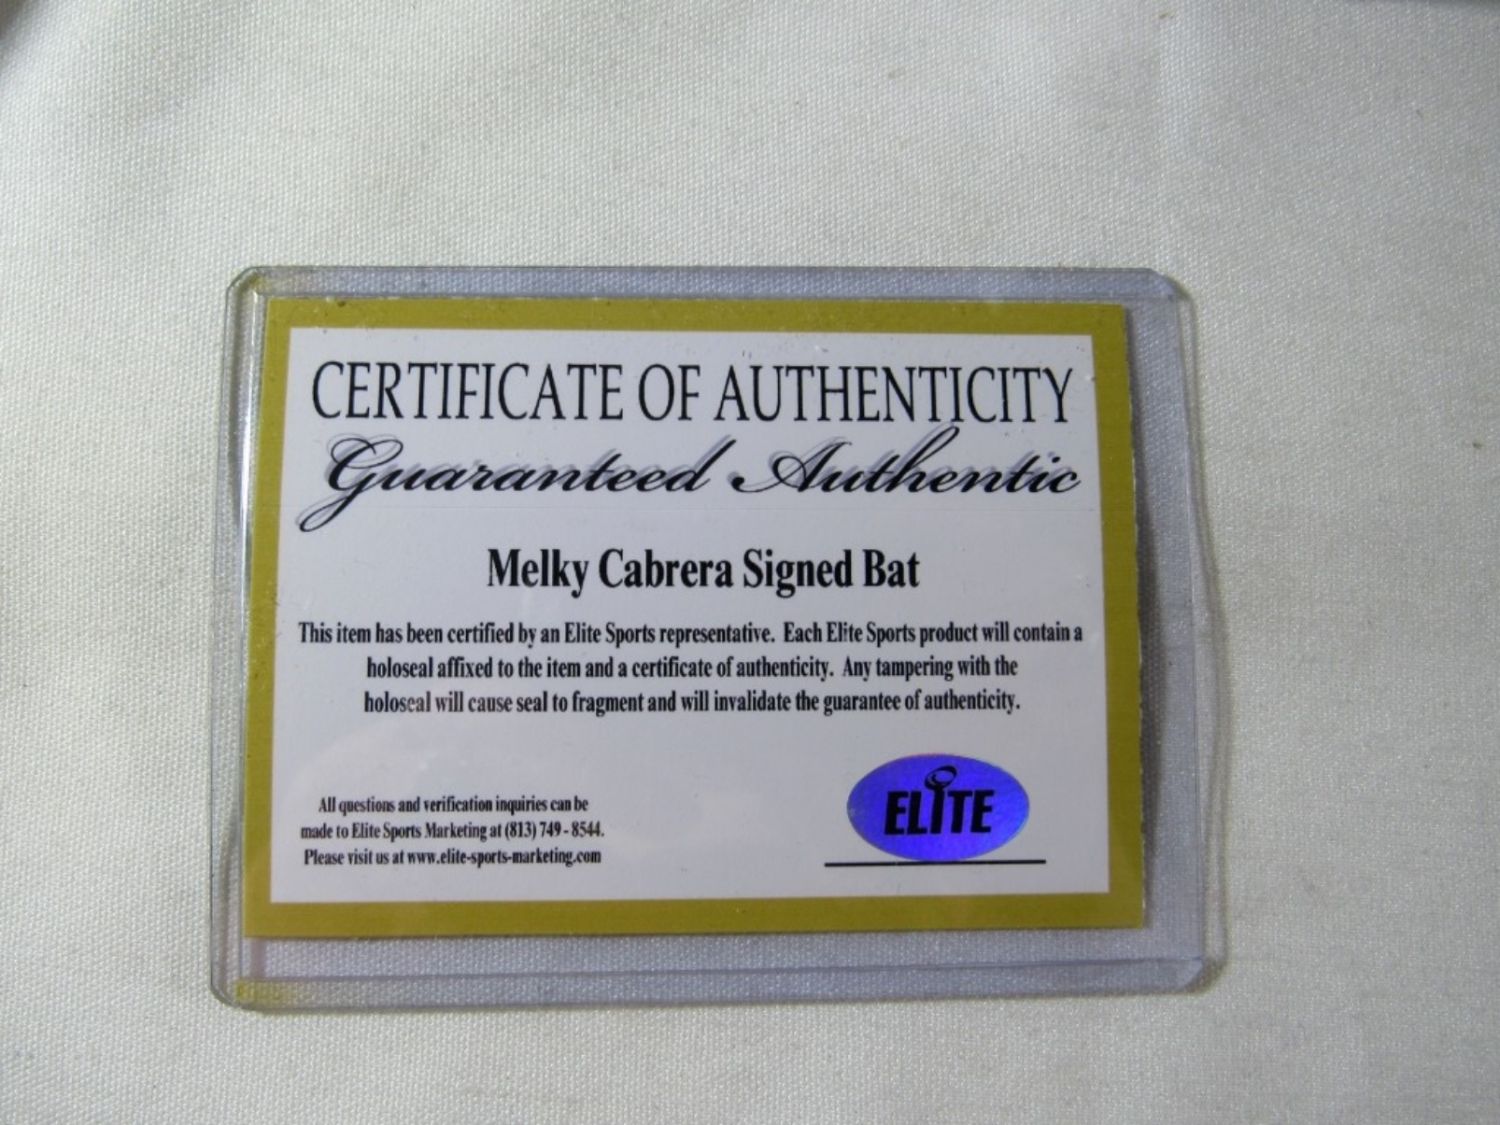 CERTIFICATE OF AUTHENTICITY
Guaranteed Authentic
Melky Cabrera Signed Bat
This item has been certified by an Elite Sports representative. Each Elite Sports product will contain a
holoseal affixed to the item and a certificate of authenticity. Any tampering with the
holoseal will cause seal to fragment and will invalidate the guarantee of authenticity.
All questions and verification inquiries can be
made to Elite Sports Marketing at (813) 749 - 8544.
Please visit us at www.elite-sports-marketing.com
ELITE